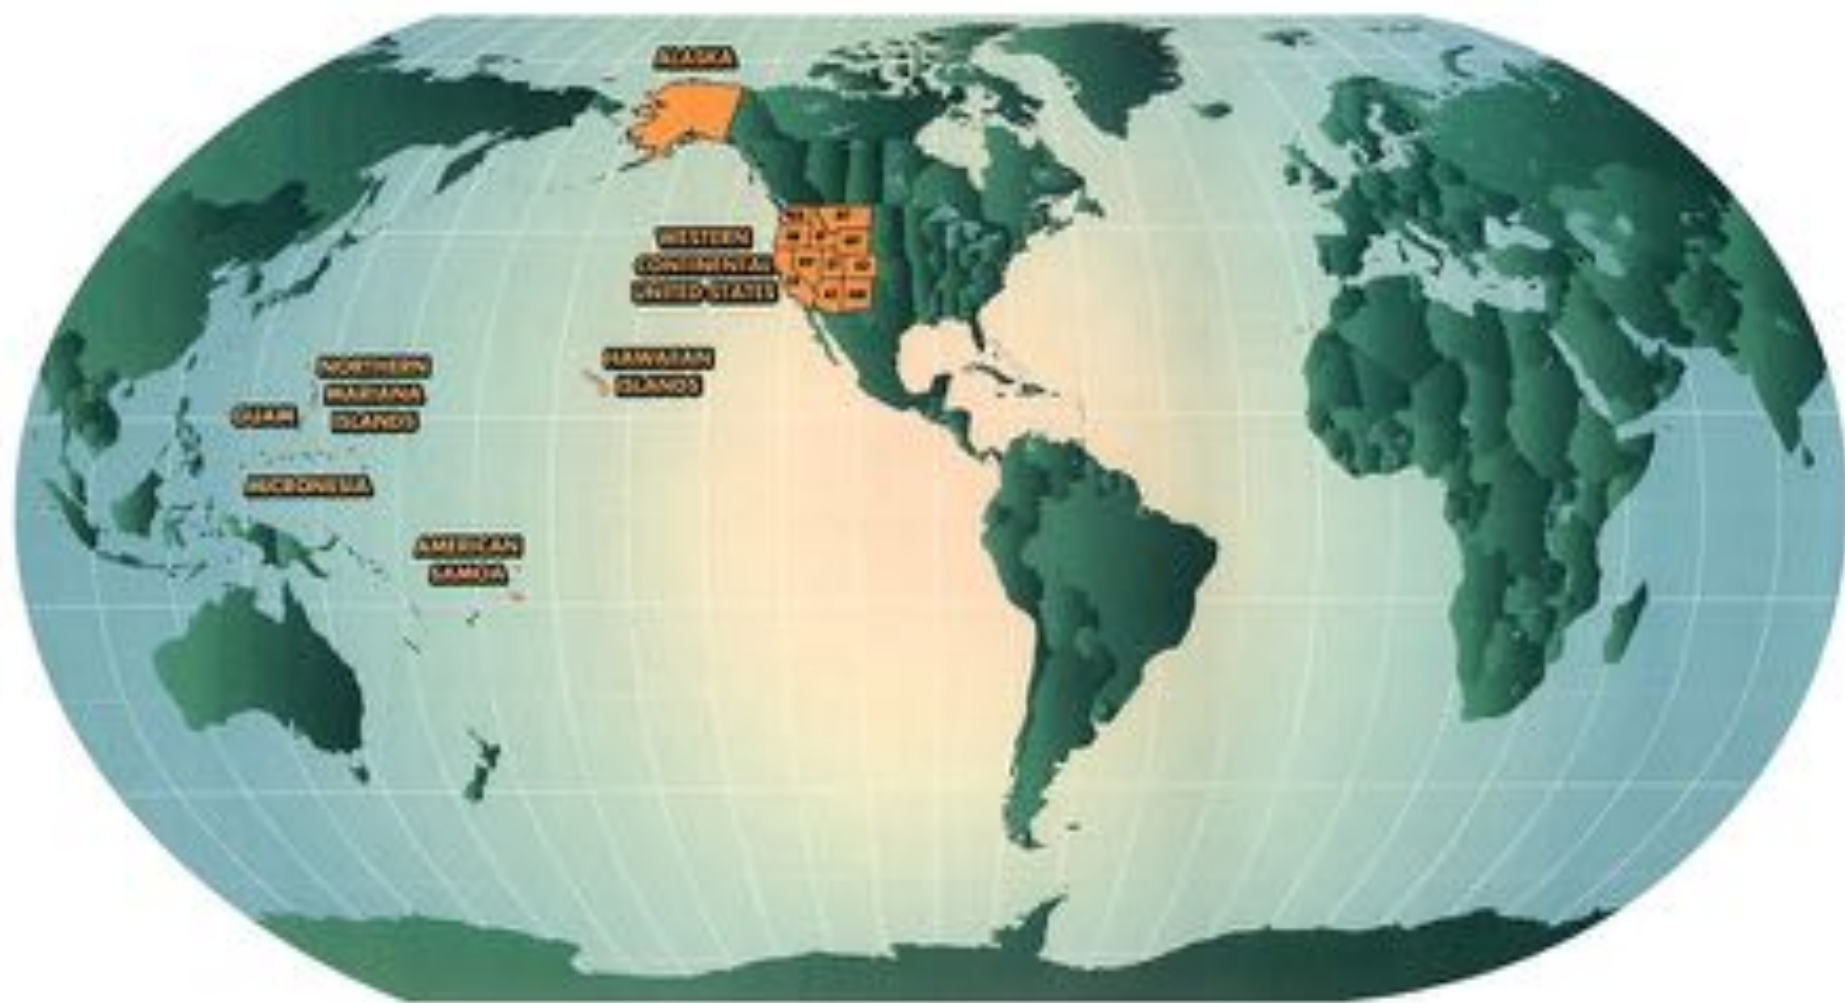 ALASKA
WESTERN
CONTINENTAL
UNITED STATES
HAWAIIAN
ISLANDS
NORTHERN
MARIANA
ISLANDS
GUAM
MICRONESIA
AMERICAN
SAMOA